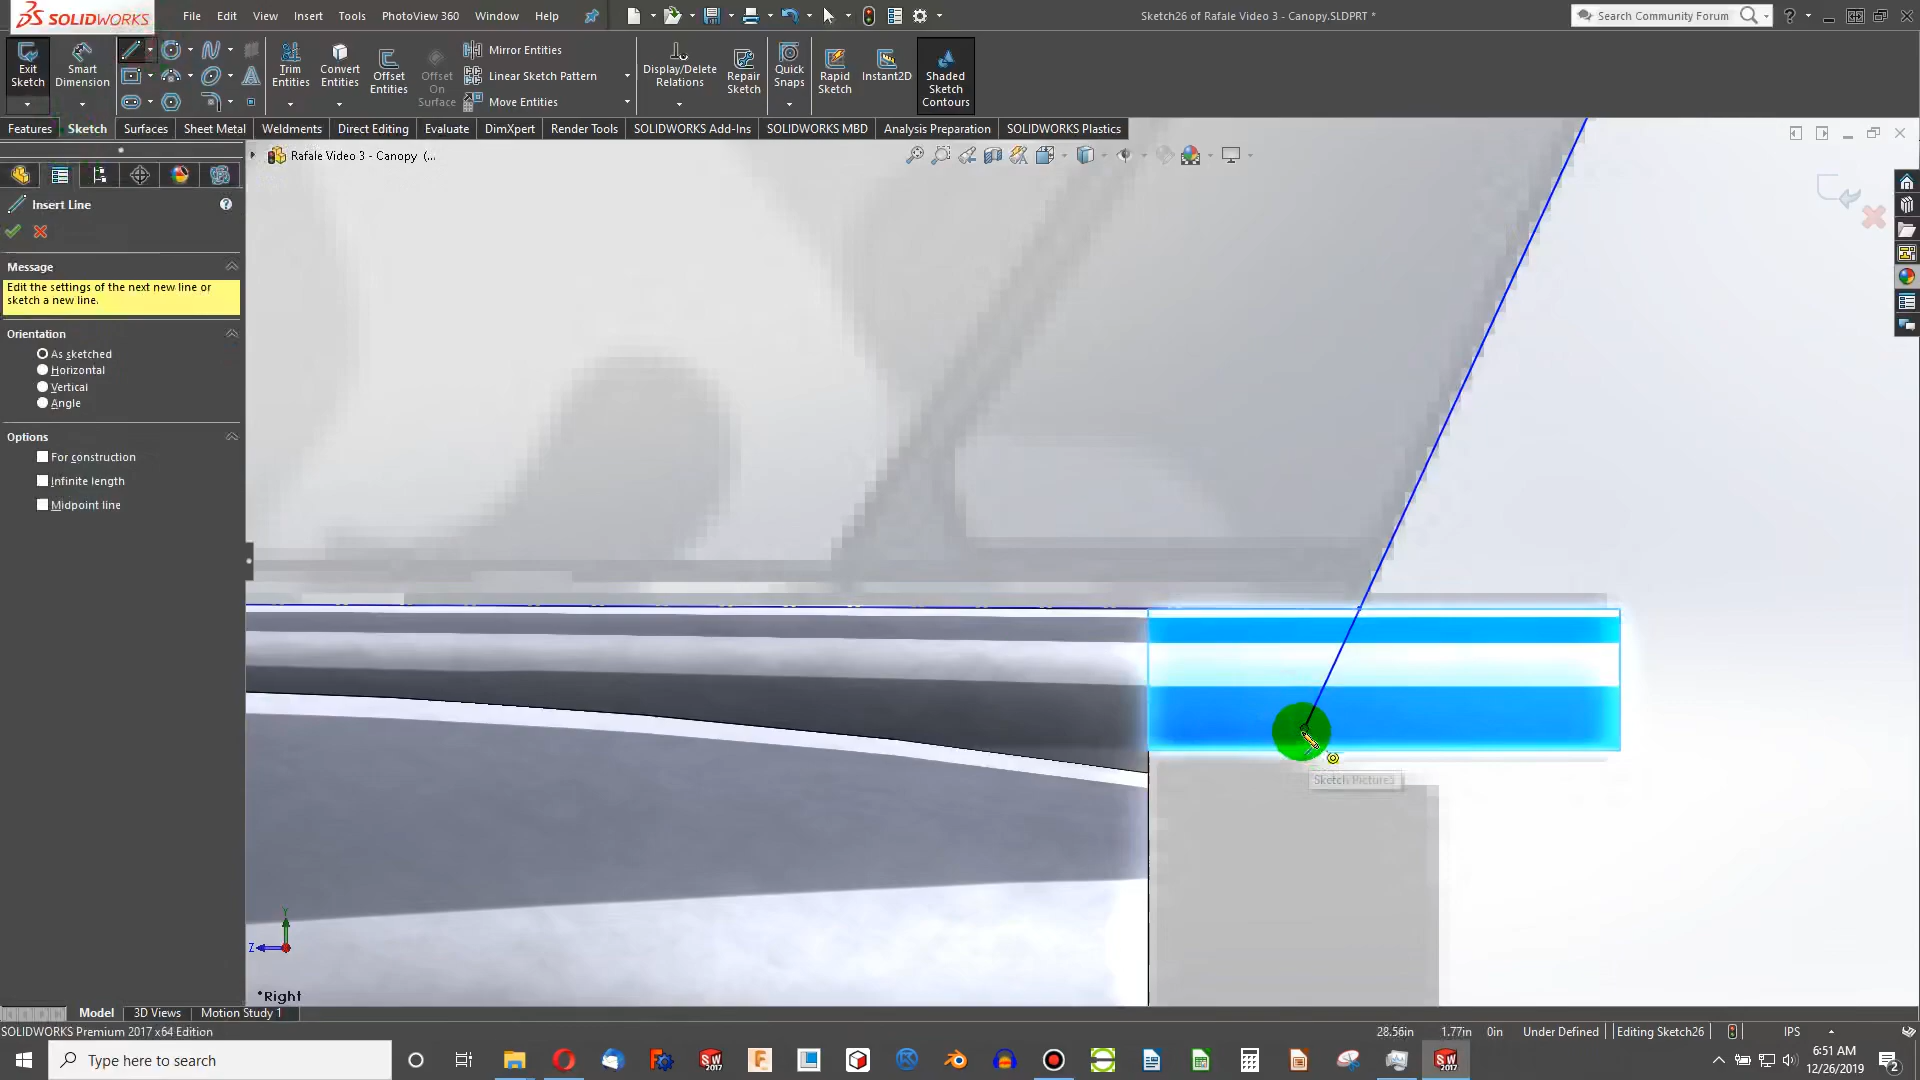 SOLIDWORKS
File Edit View Insert Tools PhotoView 360 Window Help
Sketch26 of Rafale Video 3 - Canopy.SLDPRT *
Search Community Forum
Exit Sketch
Smart Dimension
Trim Entities
Convert Entities
Offset Entities
Offset On Surface
Mirror Entities
Linear Sketch Pattern
Move Entities
Display/Delete Relations
Repair Sketch
Quick Snaps
Rapid Sketch
Instant2D
Shaded Sketch Contours
Features Sketch Surfaces Sheet Metal Weldments Direct Editing Evaluate DimXpert Render Tools SOLIDWORKS Add-Ins SOLIDWORKS MBD Analysis Preparation SOLIDWORKS Plastics
Rafale Video 3 - Canopy (...
Insert Line
Message
Edit the settings of the next new line or
sketch a new line.
Orientation
As sketched
Horizontal
Vertical
Angle
Options
For construction
Infinite length
Midpoint line
Sketch Picture3
Y
Z
*Right
Model 3D Views Motion Study 1
SOLIDWORKS Premium 2017 x64 Edition
28.56in 1.77in 0in Under Defined Editing Sketch26 IPS
Type here to search
6:51 AM
12/26/2019
2